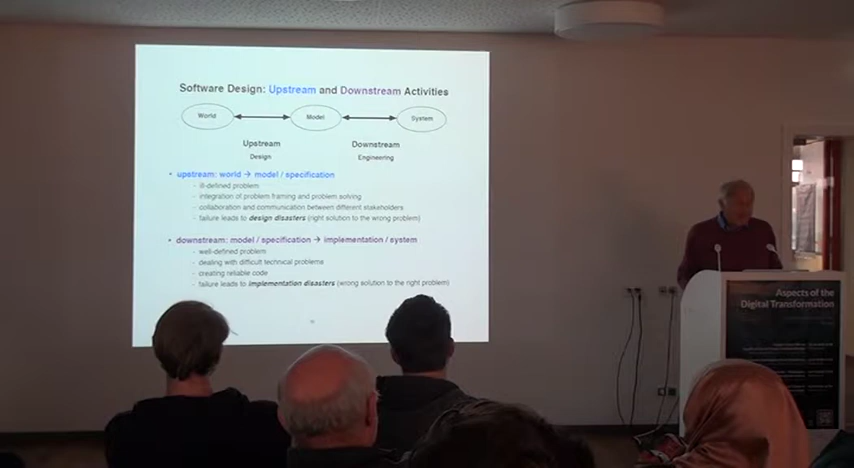 Software Design: Upstream and Downstream Activities
World
Model
System
Upstream
Downstream
Design
Engineering
• upstream: world → model / specification
- ill-defined problem
- integration of problem framing and problem solving
- collaboration and communication between different stakeholders
- failure leads to design disasters (right solution to the wrong problem)
• downstream: model / specification → implementation / system
- well-defined problem
- dealing with difficult technical problems
- creating reliable code
- failure leads to implementation disasters (wrong solution to the right problem)
Aspects of the
Digital Transformation